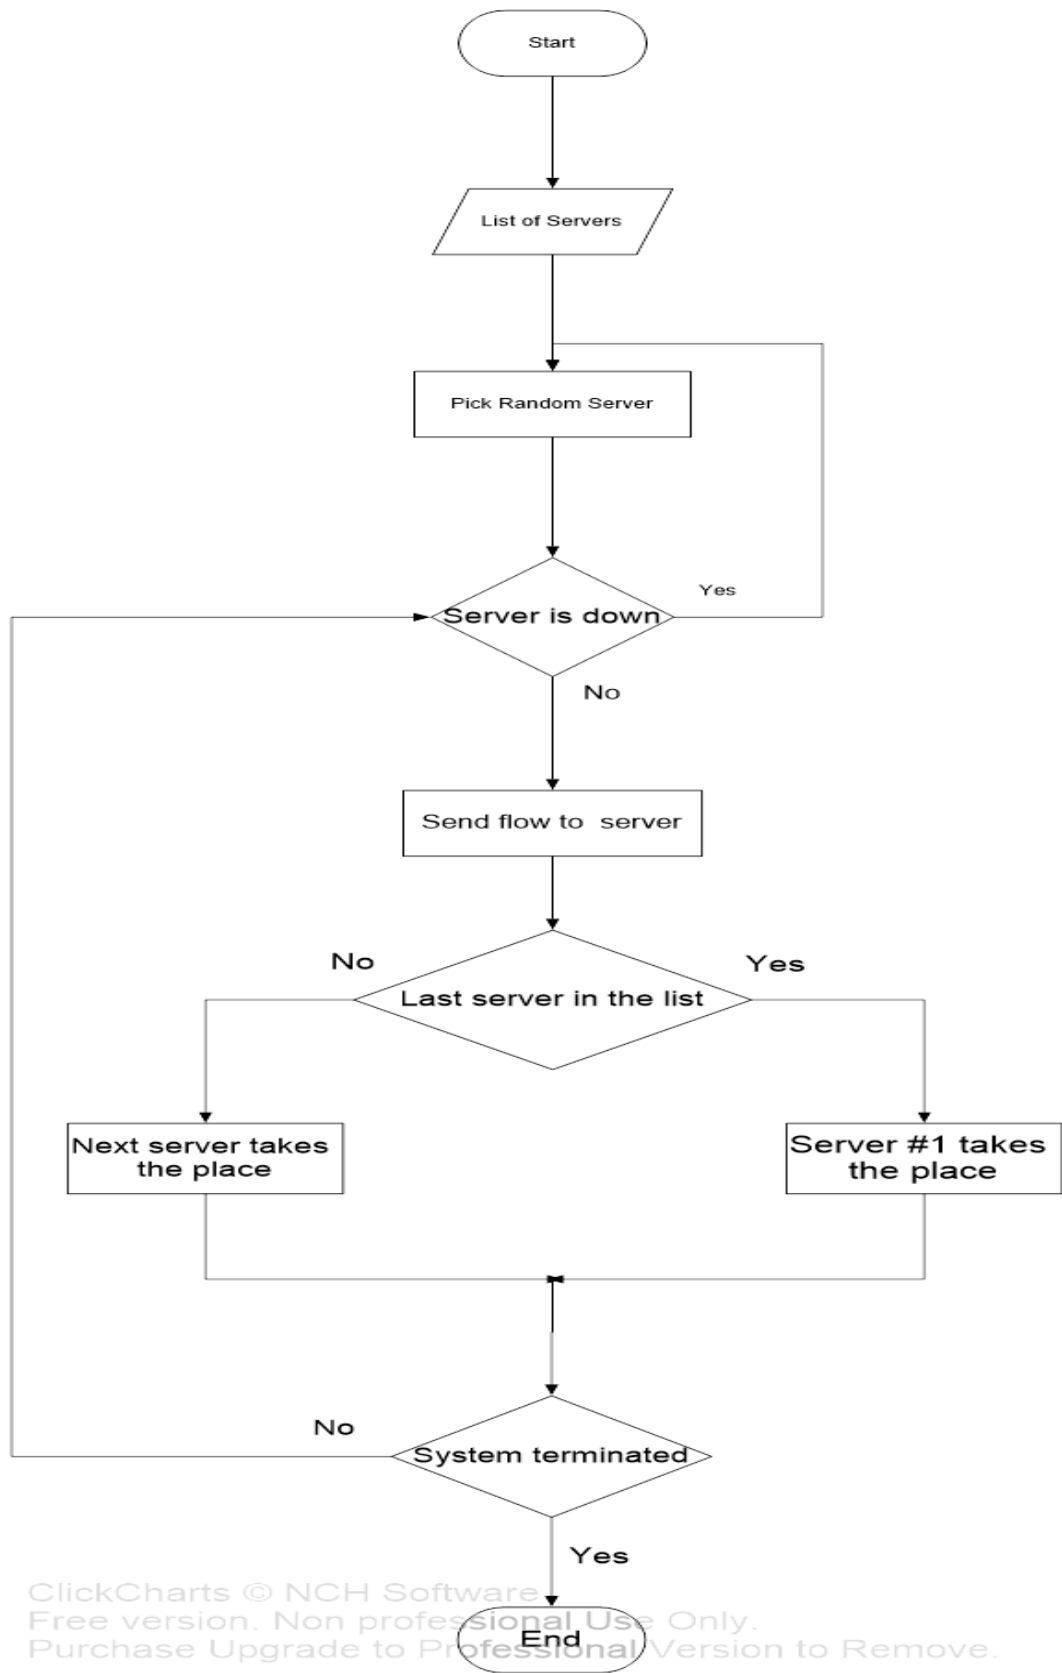 Start
List of Servers
Pick Random Server
Yes
Server is down
No
Send flow to server
No
Yes
Last server in the list
Next server takes
the place
Server #1 takes
the place
No
System terminated
Yes
ClickCharts © NCH Software
Free version. Non professional Use Only.
End
Purchase Upgrade to Professional Version to Remove.